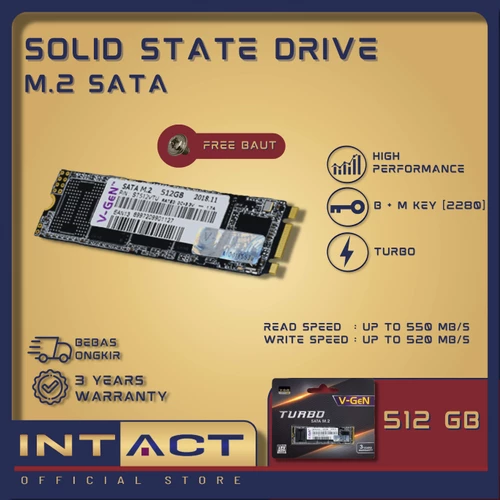 SOLID STATE DRIVE
M.2 SATA
FREE BAUT
HIGH
PERFORMANCE
B + M KEY [2280]
TURBO
V-GeN
SATA M.2 512GB 2018.11
READ SPEED : UP TO 550 MB/S
WRITE SPEED : UP TO 520 MB/S
BEBAS
ONGKIR
3 YEARS
WARRANTY
V-GeN
TURBO
SATA M.2
512 GB
INTACT
OFFICIAL STORE